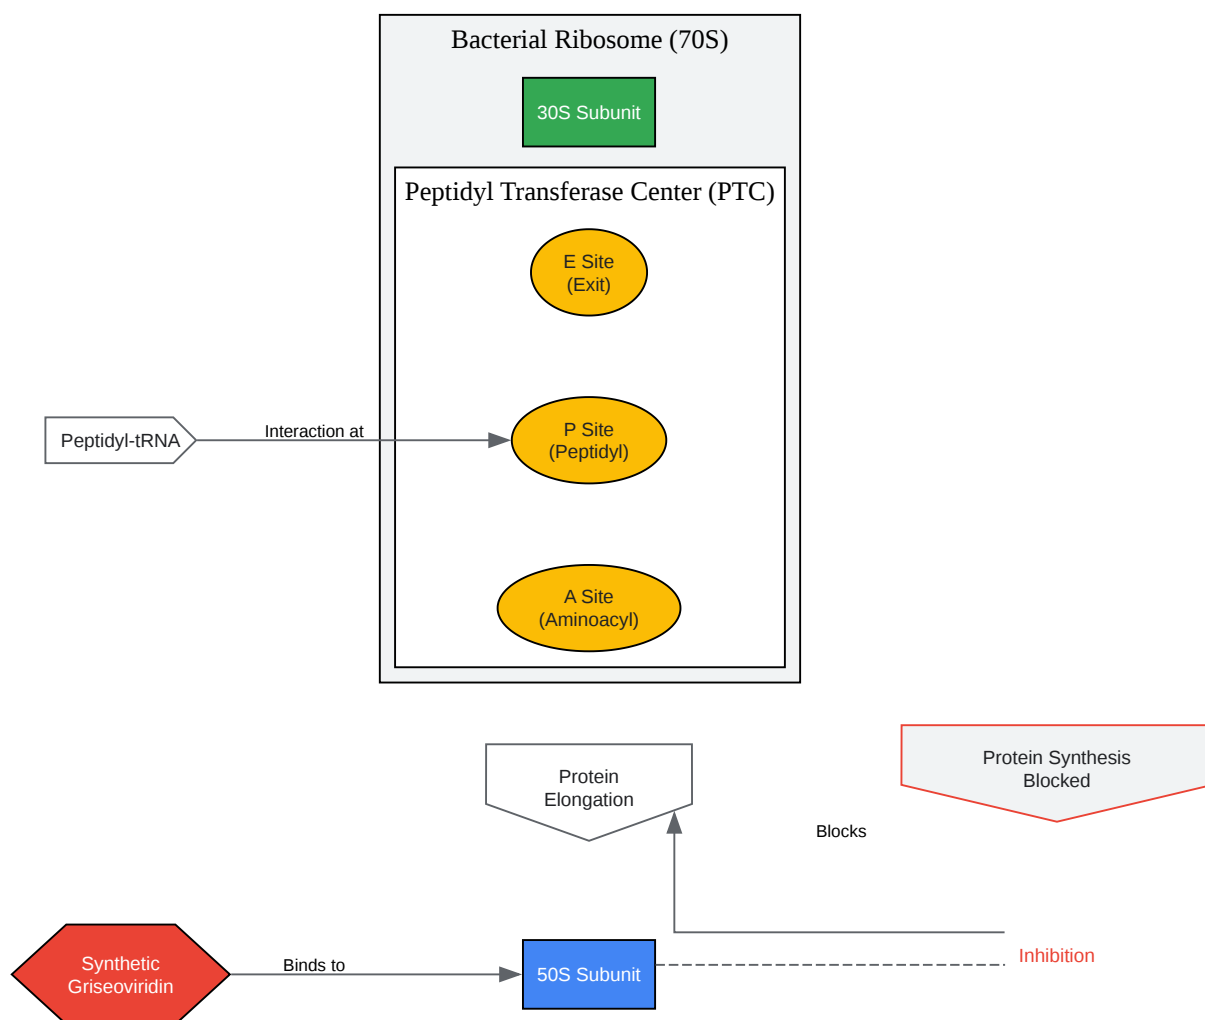 Bacterial Ribosome (70S)
30S Subunit
Peptidyl Transferase Center (PTC)
E Site
(Exit)
Peptidyl-tRNA
Interaction at
P Site
(Peptidyl)
A Site
(Aminoacyl)
Protein
Elongation
Protein Synthesis
Blocked
Blocks
Synthetic
Griseoviridin
Binds to
50S Subunit
Inhibition